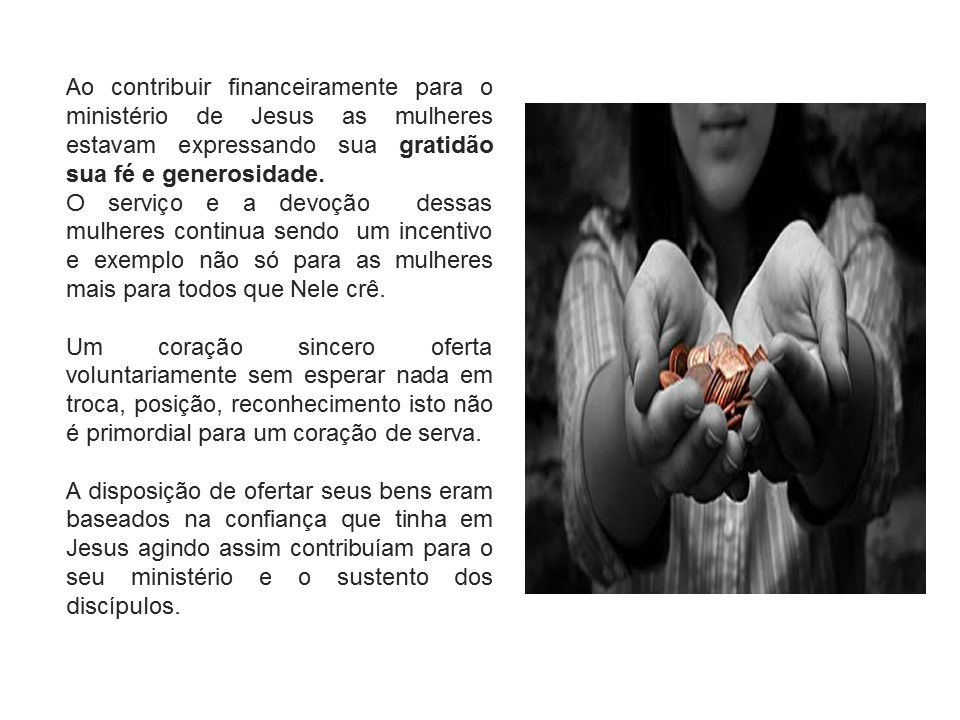 Ao contribuir financeiramente para o
ministério de Jesus as mulheres
estavam expressando sua gratidão
sua fé e generosidade.
O serviço e a devoção dessas
mulheres continua sendo um incentivo
e exemplo não só para as mulheres
mais para todos que Nele crê.
Um coração sincero oferta
voluntariamente sem esperar nada em
troca, posição, reconhecimento isto não
é primordial para um coração de serva.
A disposição de ofertar seus bens eram
baseados na confiança que tinha em
Jesus agindo assim contribuíam para o
seu ministério e o sustento dos
discípulos.